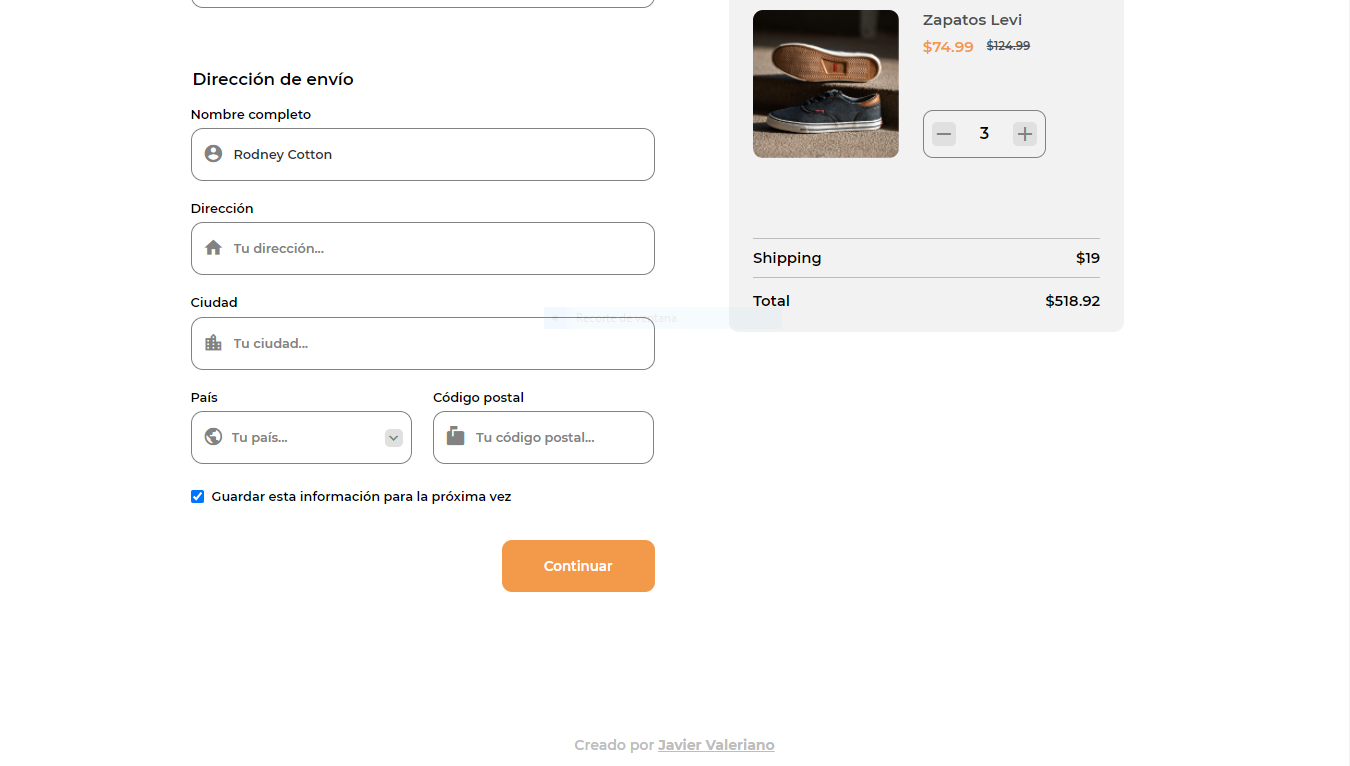 Dirección de envío
Nombre completo
Rodney Cotton
Dirección
Tu dirección...
Ciudad
Recorte de ventana
Tu ciudad...
País
Código postal
Tu país...
Tu código postal...
Guardar esta información para la próxima vez
Continuar
Zapatos Levi
$74.99 $124.99
3
Shipping $19
Total $518.92
Creado por Javier Valeriano